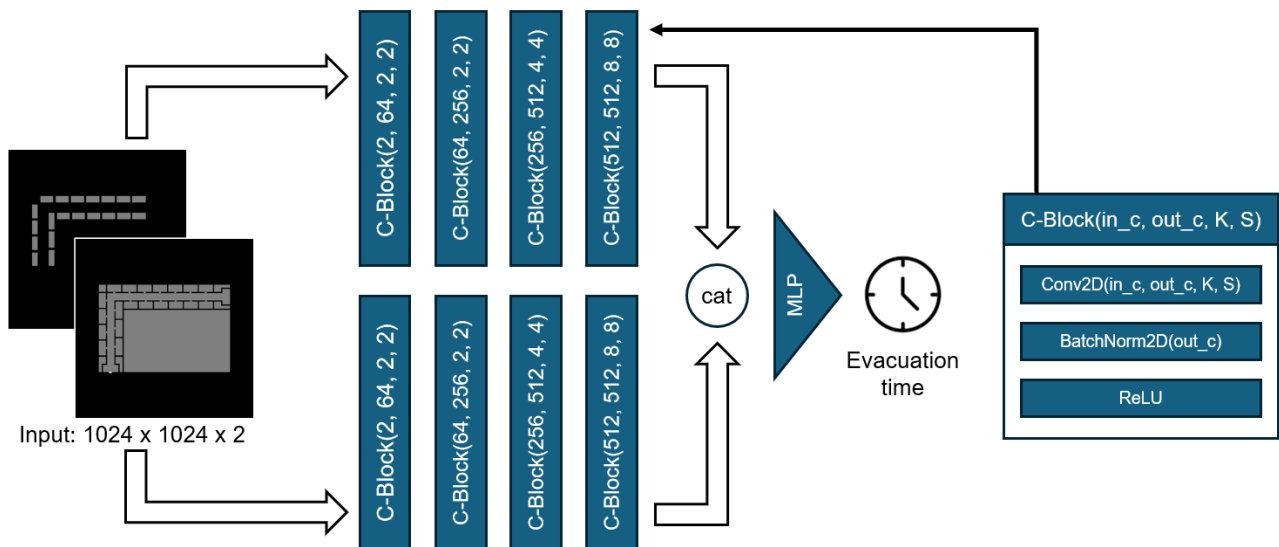 C-Block(2, 64, 2, 2)
C-Block(64, 256, 2, 2)
C-Block(256, 512, 4, 4)
C-Block(512, 512, 8, 8)
Input: 1024 x 1024 x 2
C-Block(2, 64, 2, 2)
C-Block(64, 256, 2, 2)
C-Block(256, 512, 4, 4)
C-Block(512, 512, 8, 8)
cat
MLP
Evacuation
time
C-Block(in_c, out_c, K, S)
Conv2D(in_c, out_c, K, S)
BatchNorm2D(out_c)
ReLU